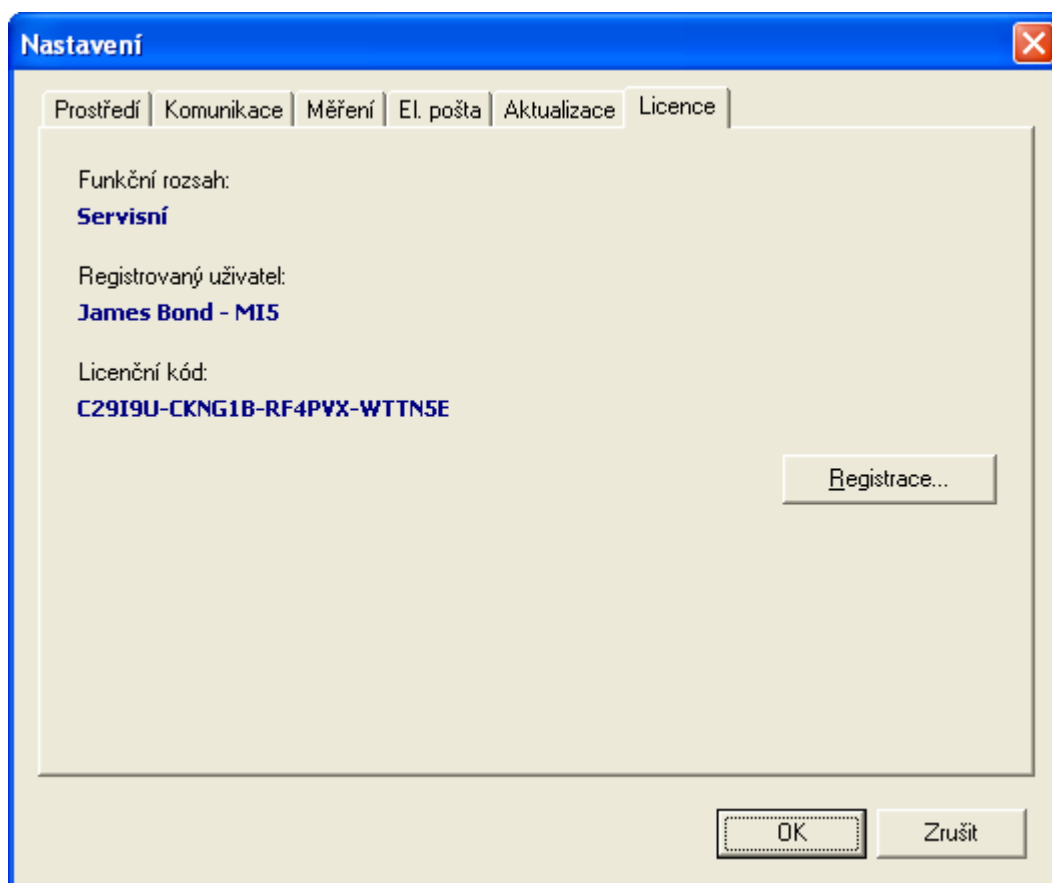 Nastavení
Prostředí Komunikace Měření El. pošta Aktualizace Licence
Funkční rozsah:
Servisní
Registrovaný uživatel:
James Bond - MI5
Licenční kód:
C29I9U-CKNG1B-RF4PVX-WTTN5E
Registrace...
OK Zrušit